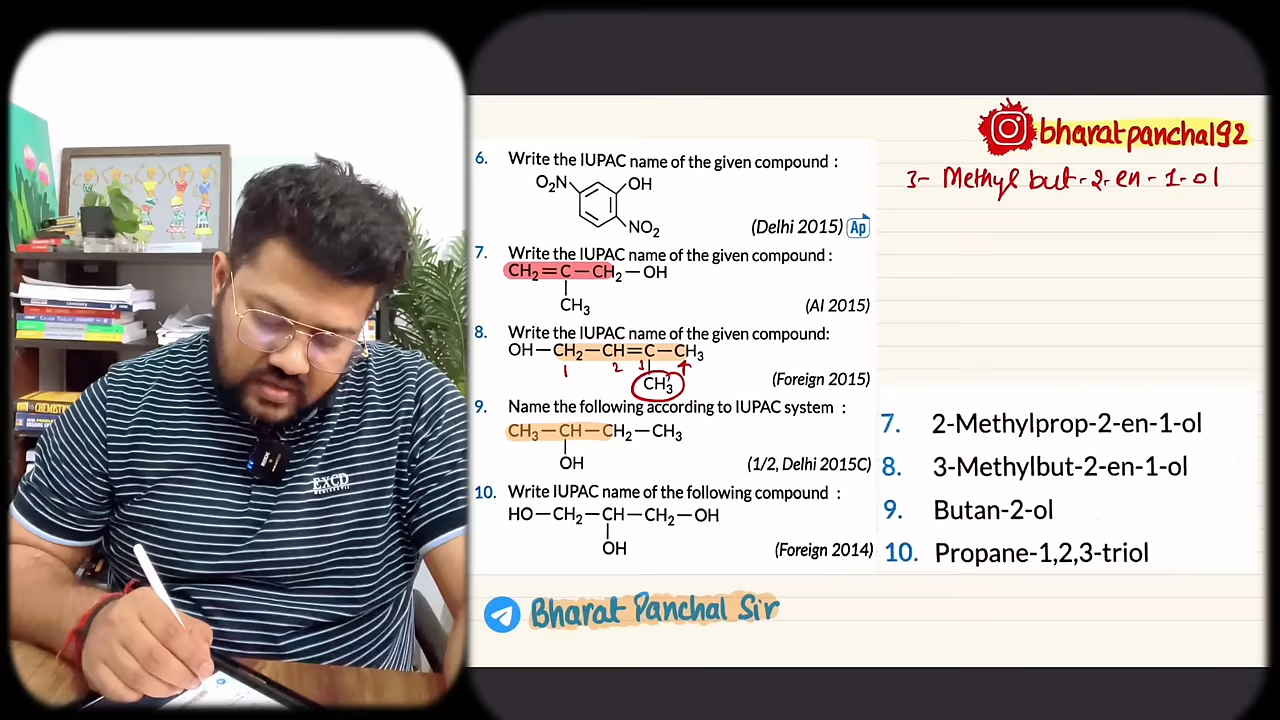 bharatpanchal92
3- Methyl but-2-en-1-ol
6. Write the IUPAC name of the given compound :
O₂N OH
NO₂
(Delhi 2015) Ap
7. Write the IUPAC name of the given compound :
CH₂=C—CH₂—OH
CH₃
(AI 2015)
8. Write the IUPAC name of the given compound:
OH—CH₂—CH=C—CH₃
1 2 3 4
CH₃
(Foreign 2015)
9. Name the following according to IUPAC system :
CH₃—CH—CH₂—CH₃
OH
(1/2, Delhi 2015C)
10. Write IUPAC name of the following compound :
HO—CH₂—CH—CH₂—OH
OH
(Foreign 2014)
7. 2-Methylprop-2-en-1-ol
8. 3-Methylbut-2-en-1-ol
9. Butan-2-ol
10. Propane-1,2,3-triol
Bharat Panchal Sir
EXCD